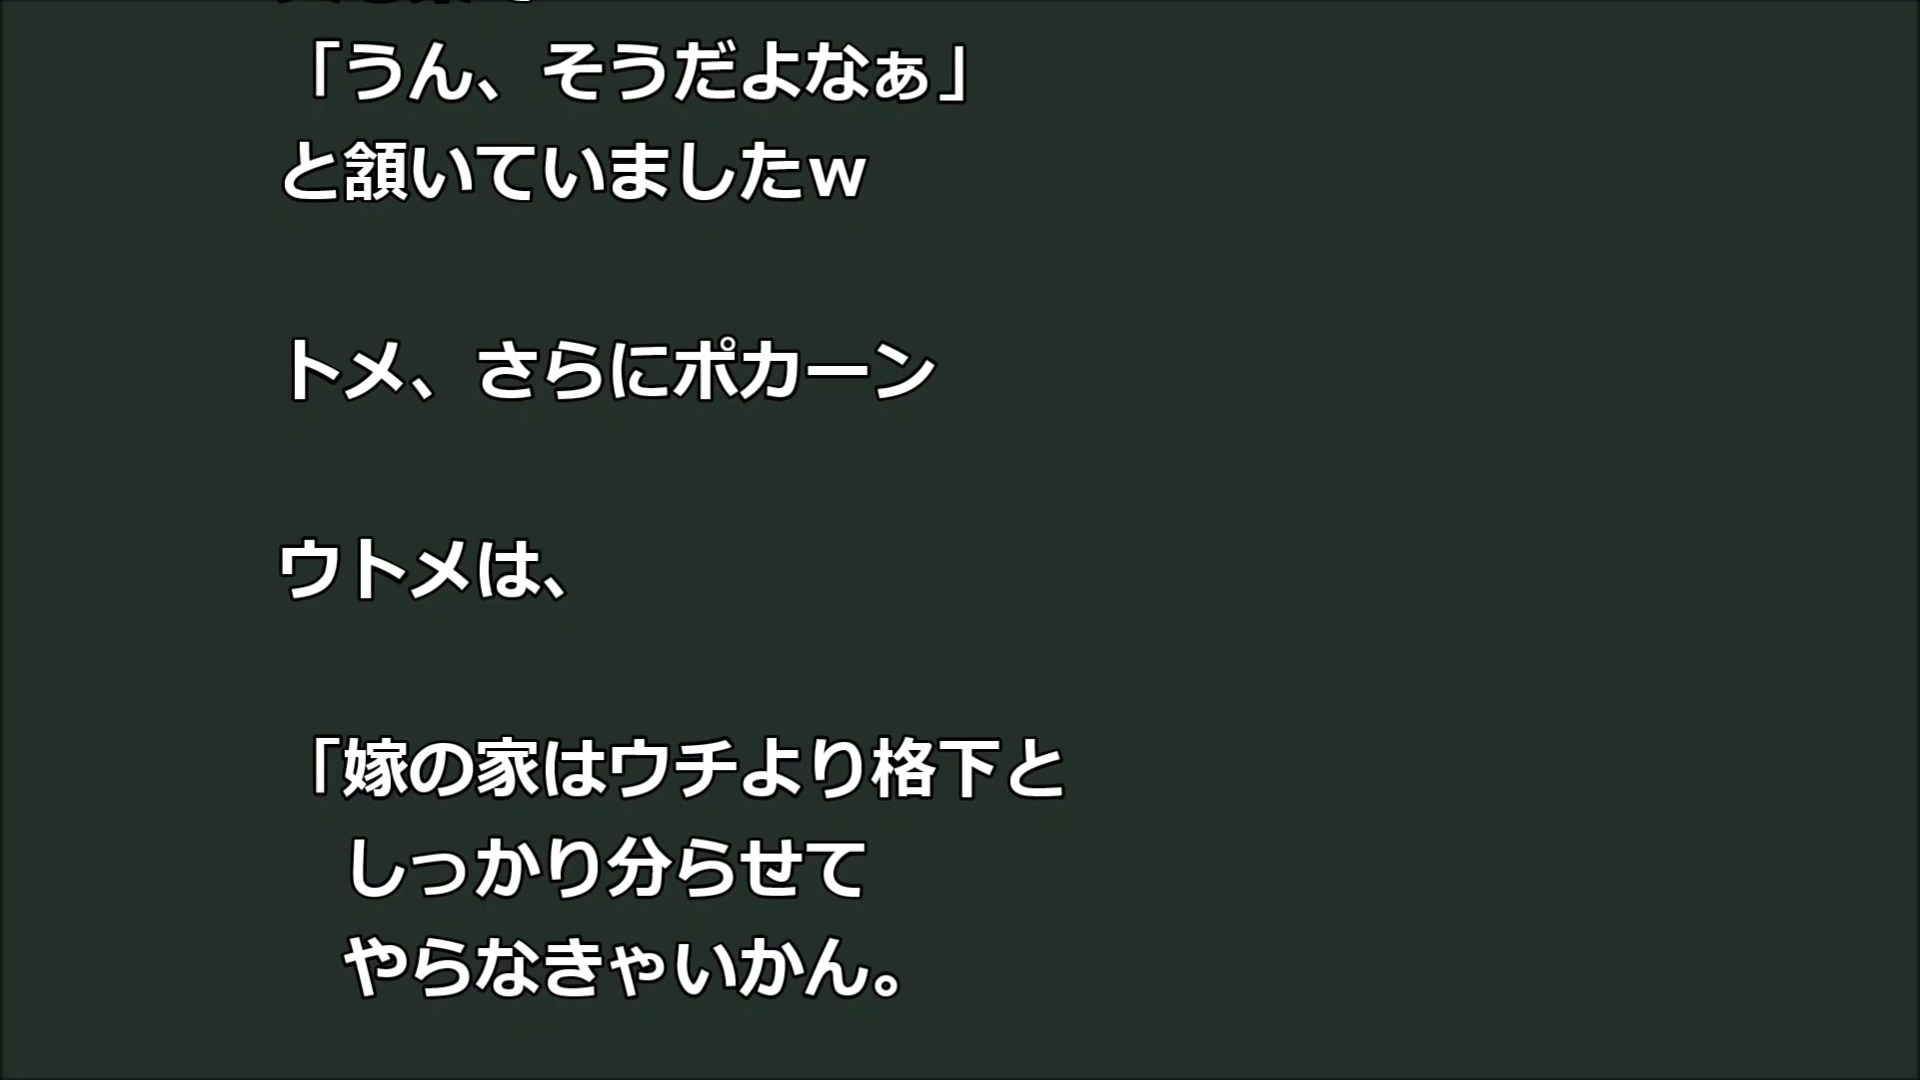 「うん、そうだよなぁ」
と頷いていましたｗ
トメ、さらにポカーン
ウトメは、
「嫁の家はウチより格下と
しっかり分らせて
やらなきゃいかん。